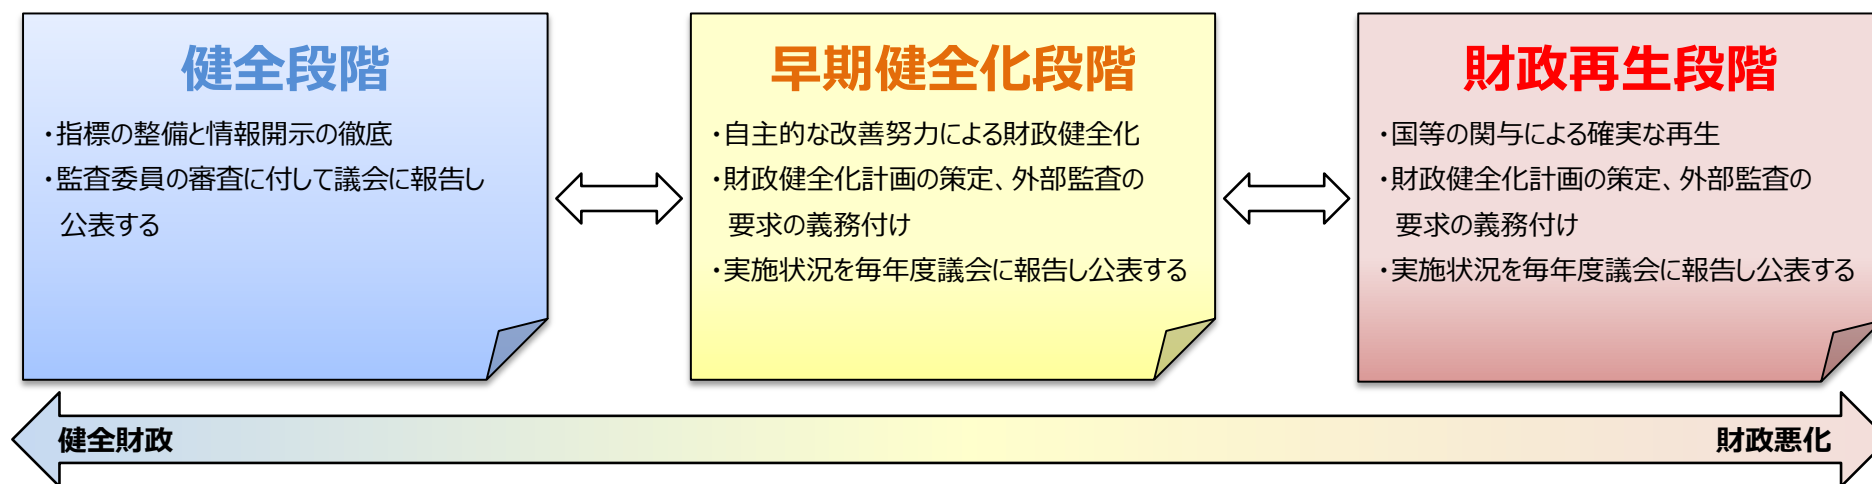 健全段階
・指標の整備と情報開示の徹底
・監査委員の審査に付して議会に報告し
公表する
早期健全化段階
・自主的な改善努力による財政健全化
・財政健全化計画の策定、外部監査の
要求の義務付け
・実施状況を毎年度議会に報告し公表する
財政再生段階
・国等の関与による確実な再生
・財政健全化計画の策定、外部監査の
要求の義務付け
・実施状況を毎年度議会に報告し公表する
健全財政
財政悪化